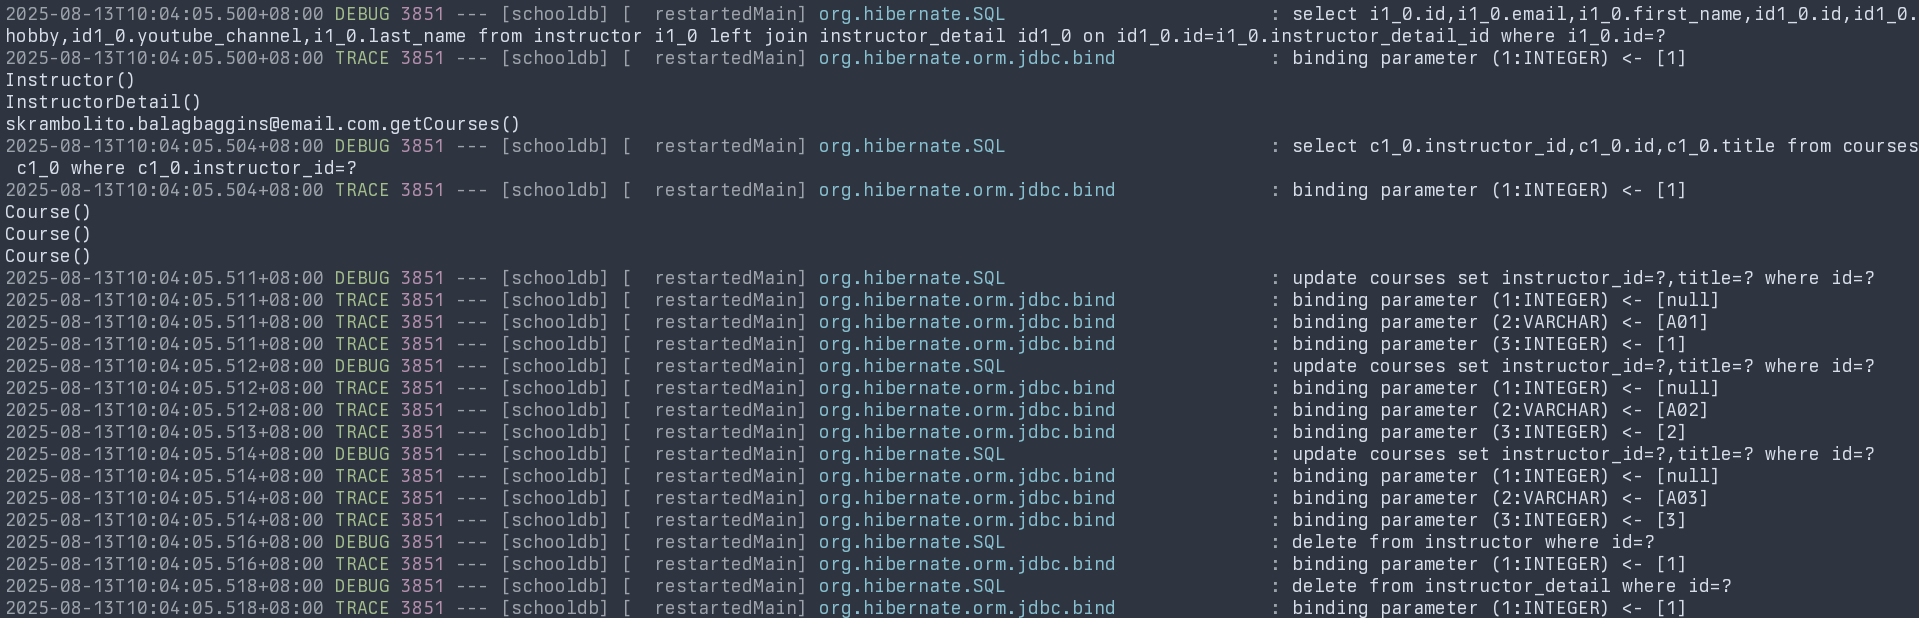 2025-08-13T10:04:05.500+08:00 DEBUG 3851 --- [schooldb] [  restartedMain] org.hibernate.SQL                        : select i1_0.id,i1_0.email,i1_0.first_name,id1_0.id,id1_0.
hobby,id1_0.youtube_channel,i1_0.last_name from instructor i1_0 left join instructor_detail id1_0 on id1_0.id=i1_0.instructor_detail_id where i1_0.id=?
2025-08-13T10:04:05.500+08:00 TRACE 3851 --- [schooldb] [  restartedMain] org.hibernate.orm.jdbc.bind              : binding parameter (1:INTEGER) <- [1]
Instructor()
InstructorDetail()
skrambolito.balagbaggins@email.com.getCourses()
2025-08-13T10:04:05.504+08:00 DEBUG 3851 --- [schooldb] [  restartedMain] org.hibernate.SQL                        : select c1_0.instructor_id,c1_0.id,c1_0.title from courses
 c1_0 where c1_0.instructor_id=?
2025-08-13T10:04:05.504+08:00 TRACE 3851 --- [schooldb] [  restartedMain] org.hibernate.orm.jdbc.bind              : binding parameter (1:INTEGER) <- [1]
Course()
Course()
Course()
2025-08-13T10:04:05.511+08:00 DEBUG 3851 --- [schooldb] [  restartedMain] org.hibernate.SQL                        : update courses set instructor_id=?,title=? where id=?
2025-08-13T10:04:05.511+08:00 TRACE 3851 --- [schooldb] [  restartedMain] org.hibernate.orm.jdbc.bind              : binding parameter (1:INTEGER) <- [null]
2025-08-13T10:04:05.511+08:00 TRACE 3851 --- [schooldb] [  restartedMain] org.hibernate.orm.jdbc.bind              : binding parameter (2:VARCHAR) <- [A01]
2025-08-13T10:04:05.511+08:00 TRACE 3851 --- [schooldb] [  restartedMain] org.hibernate.orm.jdbc.bind              : binding parameter (3:INTEGER) <- [1]
2025-08-13T10:04:05.512+08:00 DEBUG 3851 --- [schooldb] [  restartedMain] org.hibernate.SQL                        : update courses set instructor_id=?,title=? where id=?
2025-08-13T10:04:05.512+08:00 TRACE 3851 --- [schooldb] [  restartedMain] org.hibernate.orm.jdbc.bind              : binding parameter (1:INTEGER) <- [null]
2025-08-13T10:04:05.512+08:00 TRACE 3851 --- [schooldb] [  restartedMain] org.hibernate.orm.jdbc.bind              : binding parameter (2:VARCHAR) <- [A02]
2025-08-13T10:04:05.513+08:00 TRACE 3851 --- [schooldb] [  restartedMain] org.hibernate.orm.jdbc.bind              : binding parameter (3:INTEGER) <- [2]
2025-08-13T10:04:05.514+08:00 DEBUG 3851 --- [schooldb] [  restartedMain] org.hibernate.SQL                        : update courses set instructor_id=?,title=? where id=?
2025-08-13T10:04:05.514+08:00 TRACE 3851 --- [schooldb] [  restartedMain] org.hibernate.orm.jdbc.bind              : binding parameter (1:INTEGER) <- [null]
2025-08-13T10:04:05.514+08:00 TRACE 3851 --- [schooldb] [  restartedMain] org.hibernate.orm.jdbc.bind              : binding parameter (2:VARCHAR) <- [A03]
2025-08-13T10:04:05.514+08:00 TRACE 3851 --- [schooldb] [  restartedMain] org.hibernate.orm.jdbc.bind              : binding parameter (3:INTEGER) <- [3]
2025-08-13T10:04:05.516+08:00 DEBUG 3851 --- [schooldb] [  restartedMain] org.hibernate.SQL                        : delete from instructor where id=?
2025-08-13T10:04:05.516+08:00 TRACE 3851 --- [schooldb] [  restartedMain] org.hibernate.orm.jdbc.bind              : binding parameter (1:INTEGER) <- [1]
2025-08-13T10:04:05.518+08:00 DEBUG 3851 --- [schooldb] [  restartedMain] org.hibernate.SQL                        : delete from instructor_detail where id=?
2025-08-13T10:04:05.518+08:00 TRACE 3851 --- [schooldb] [  restartedMain] org.hibernate.orm.jdbc.bind              : binding parameter (1:INTEGER) <- [1]